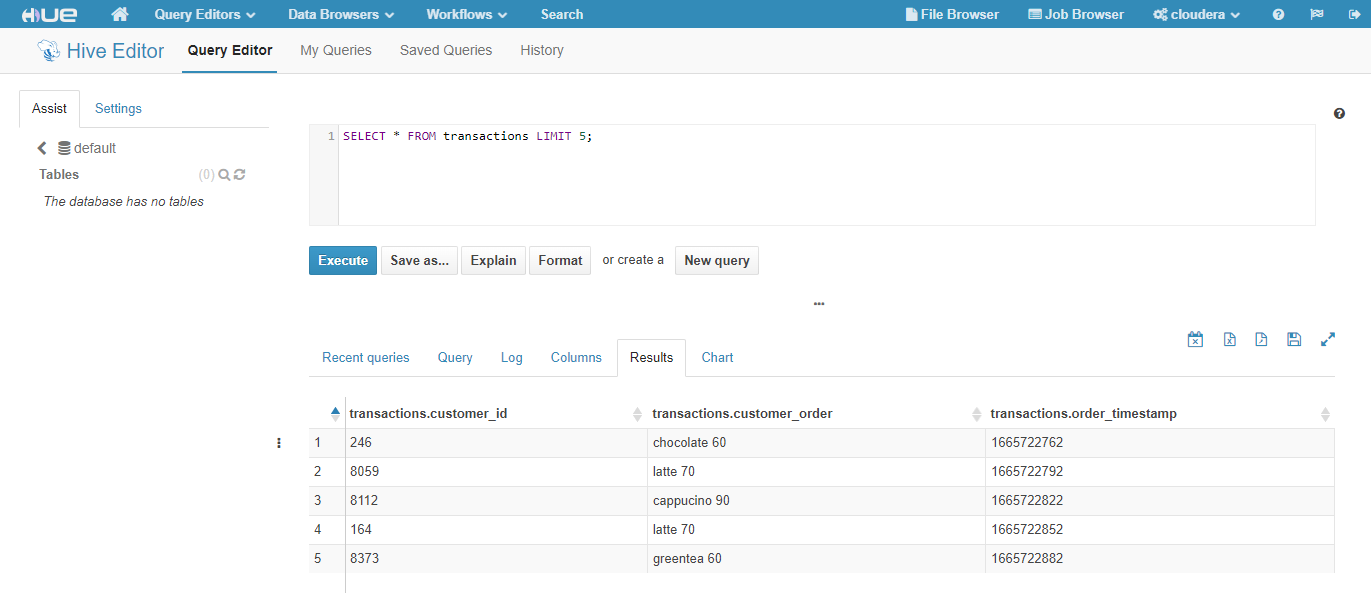 HUE Query Editors Data Browsers Workflows Search File Browser Job Browser cloudera
Hive Editor Query Editor My Queries Saved Queries History
Assist Settings
default
Tables (0)
The database has no tables
1 SELECT * FROM transactions LIMIT 5;
Execute Save as... Explain Format or create a New query
...
Recent queries Query Log Columns Results Chart
transactions.customer_id transactions.customer_order transactions.order_timestamp
1 246 chocolate 60 1665722762
2 8059 latte 70 1665722792
3 8112 cappucino 90 1665722822
4 164 latte 70 1665722852
5 8373 greentea 60 1665722882